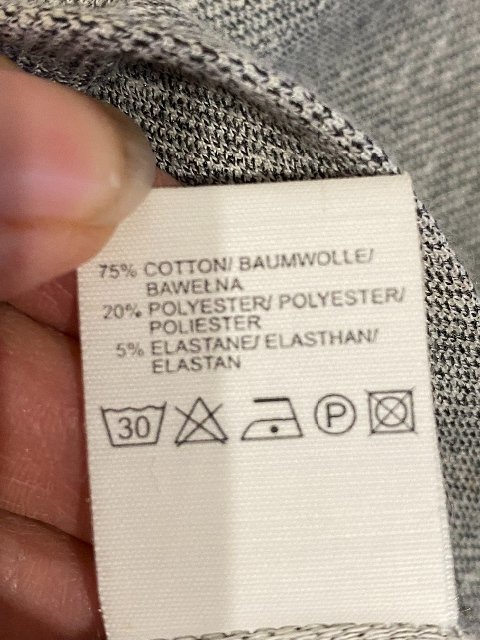 75% COTTON/ BAUMWOLLE/
BAWEŁNA
20% POLYESTER/ POLYESTER/
POLIESTER
5% ELASTANE/ ELASTHAN/
ELASTAN
30 P